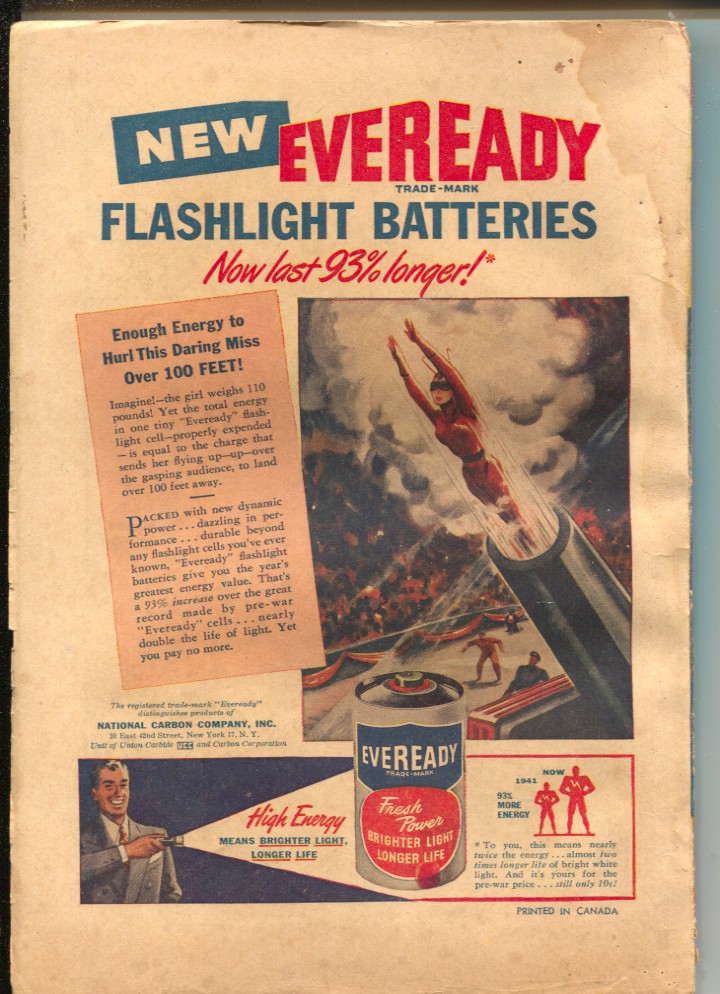 NEW EVEREADY
TRADE-MARK
FLASHLIGHT BATTERIES
Now last 93% longer!*
Enough Energy to
Hurl This Daring Miss
Over 100 FEET!
Imagine!—the girl weighs 110
pounds! Yet the total energy
in one tiny "Eveready" flash-
light cell—properly expended
—is equal to the charge that
sends her flying up—up—over
the gasping audience, to land
over 100 feet away.
PACKED with new dynamic
power . . . dazzling in per-
formance . . . durable beyond
any flashlight cells you've ever
known, "Eveready" flashlight
batteries give you the year's
greatest energy value. That's
a 93% increase over the great
record made by pre-war
"Eveready" cells . . . nearly
double the life of light. Yet
you pay no more.
The registered trade-mark "Eveready"
distinguishes products of
NATIONAL CARBON COMPANY, INC.
30 East 42nd Street, New York 17, N. Y.
Unit of Union Carbide UCC and Carbon Corporation
High Energy
MEANS BRIGHTER LIGHT,
LONGER LIFE
EVEREADY
TRADE-MARK
Fresh
Power
BRIGHTER LIGHT
LONGER LIFE
1941
NOW
93%
MORE
ENERGY
* To you, this means nearly
twice the energy . . . almost two
times longer life of bright white
light. And it's yours for the
pre-war price . . . still only 10¢!
PRINTED IN CANADA